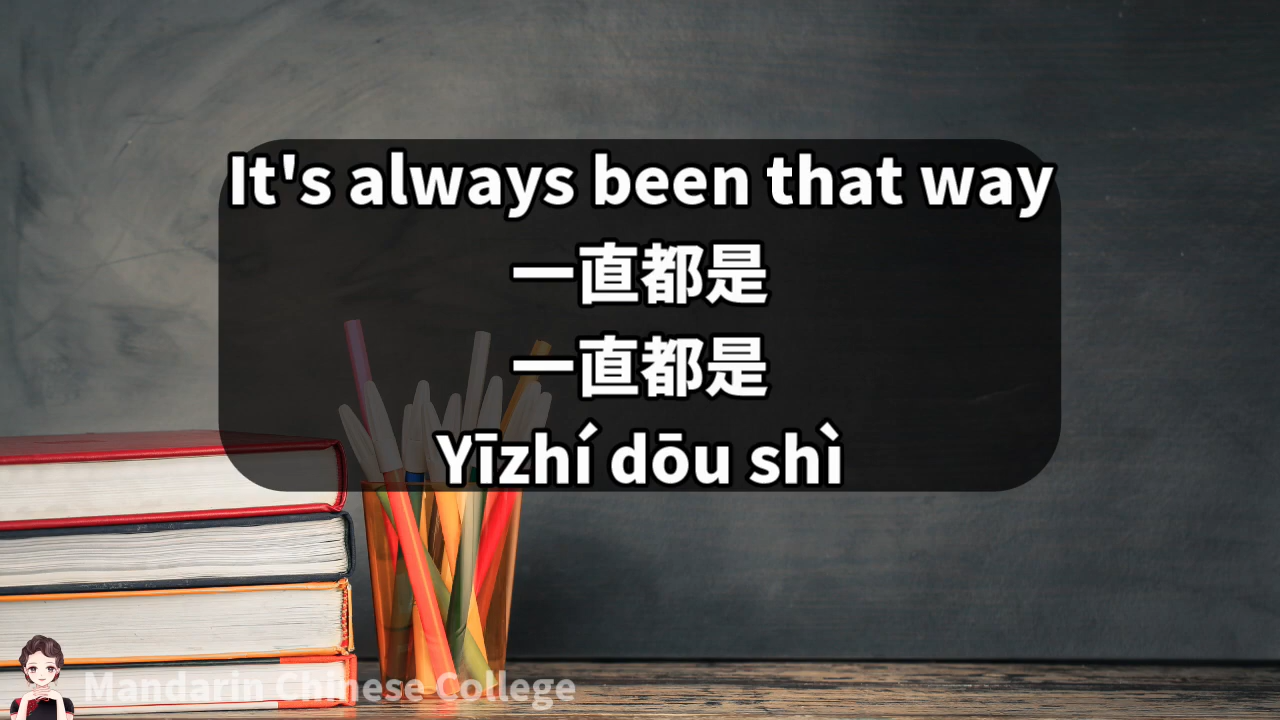 It's always been that way
一直都是
一直都是
Yīzhí dōu shì
Mandarin Chinese College